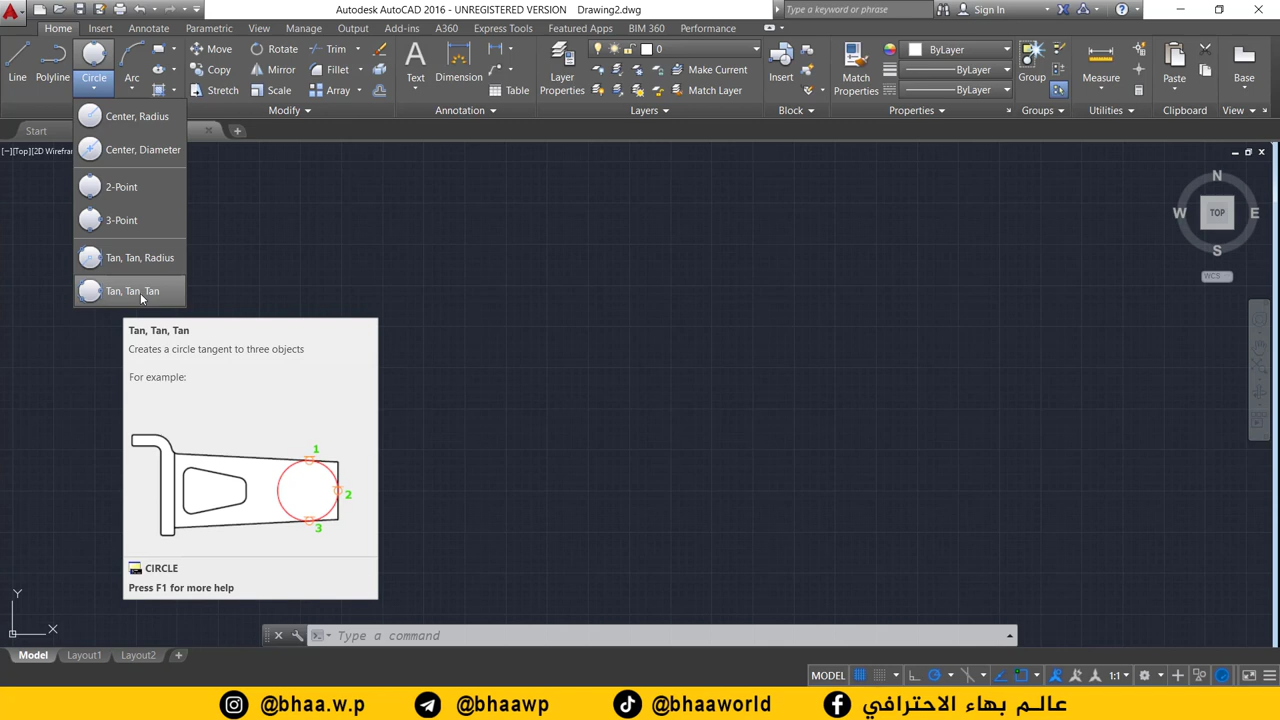 Autodesk AutoCAD 2016 - UNREGISTERED VERSION Drawing2.dwg
Type a keyword or phrase
Sign In
Home Insert Annotate Parametric View Manage Output Add-ins A360 Express Tools Featured Apps BIM 360 Performance
Line Polyline Circle Arc
Move Rotate Trim
Copy Mirror Fillet
Stretch Scale Array
Modify
Text Dimension Table
Annotation
Layer Properties
0
Make Current
Match Layer
Layers
Insert
Block
Match Properties
ByLayer
ByLayer
ByLayer
Properties
Group
Groups
Measure
Utilities
Paste
Clipboard
Base
View
Start
[−][Top][2D Wirefram
Center, Radius
Center, Diameter
2-Point
3-Point
Tan, Tan, Radius
Tan, Tan, Tan
Tan, Tan, Tan
Creates a circle tangent to three objects
For example:
1
2
3
CIRCLE
Press F1 for more help
N
W TOP E
S
WCS
Y
X
Type a command
Model Layout1 Layout2
MODEL
1:1
@bhaa.w.p @bhaawp @bhaaworld عالم بهاء الاحترافي